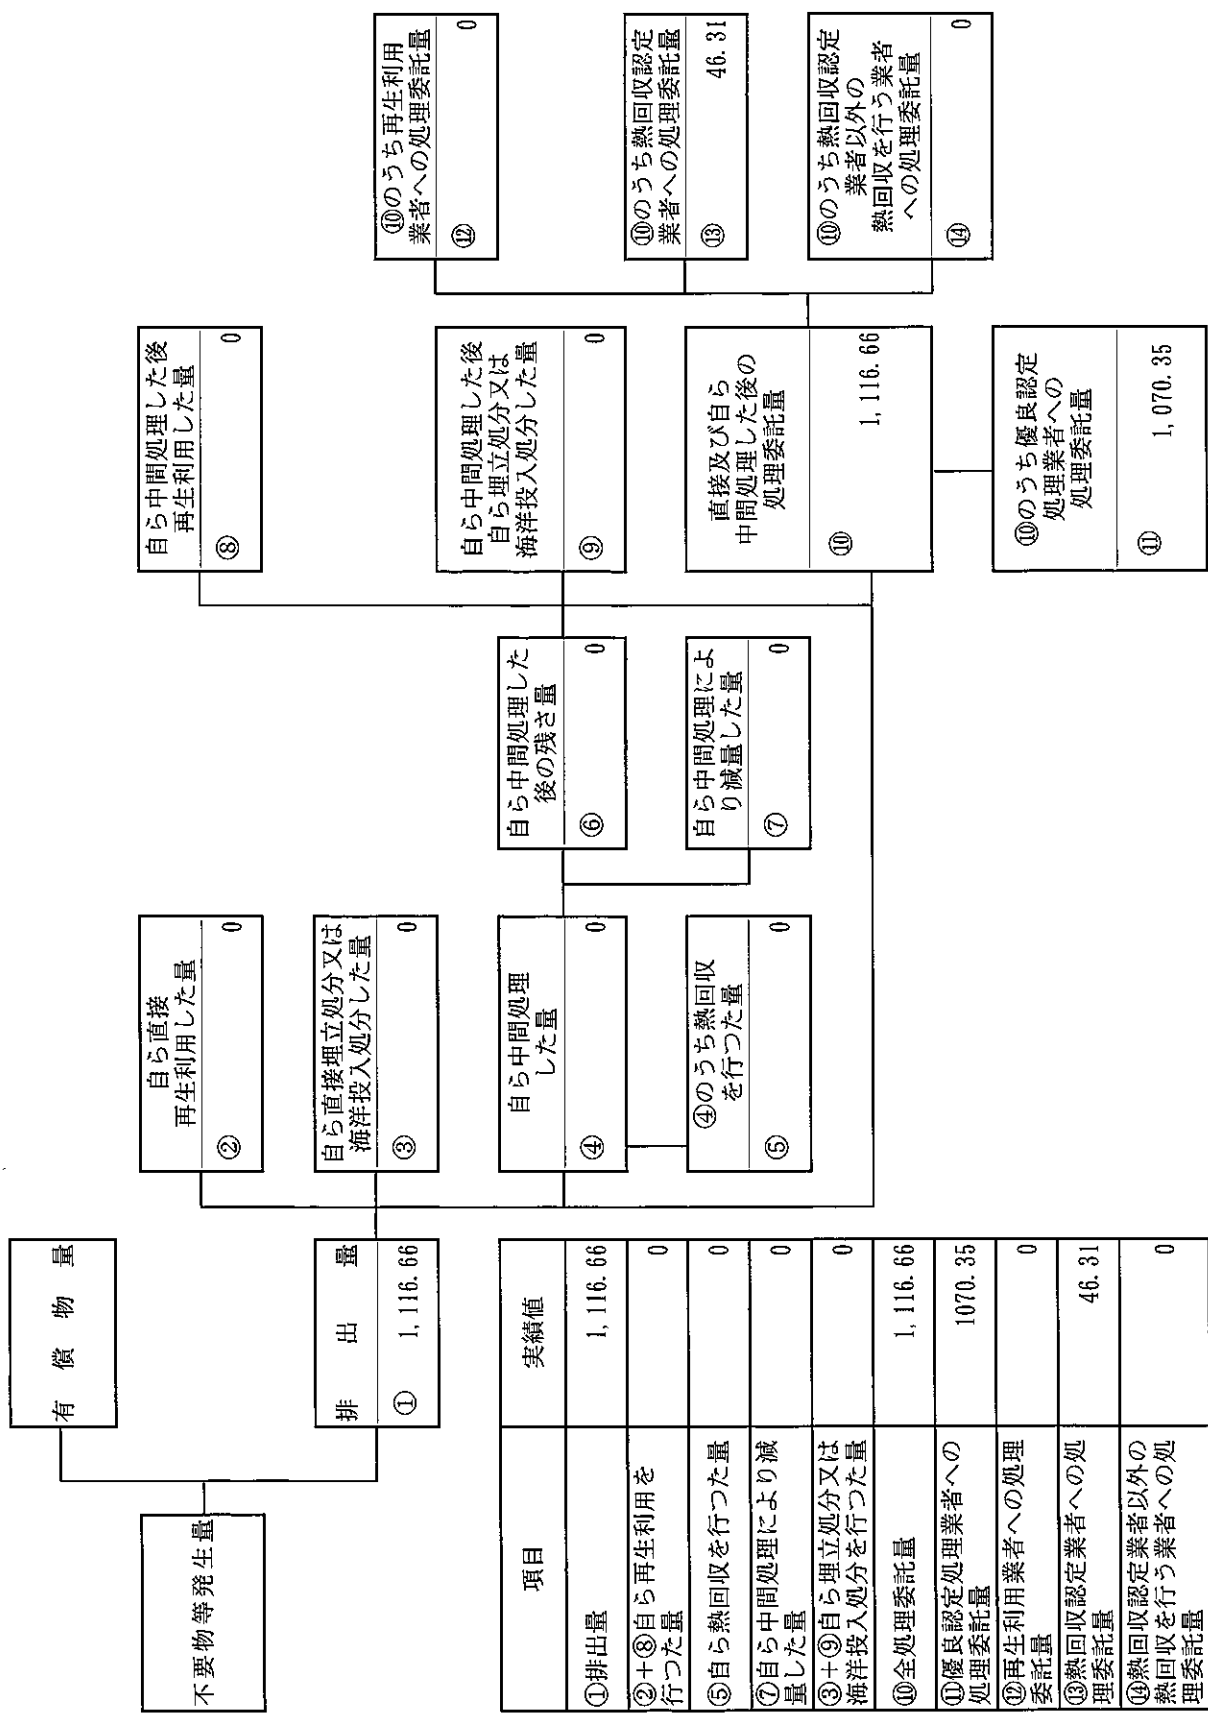 不要物等発生量
有償物量
排出量
① 1,116.66
自ら直接
再生利用した量
② 0
自ら直接埋立処分又は
海洋投入処分した量
③ 0
自ら中間処理
した量
④ 0
④のうち熱回収
を行つた量
⑤ 0
自ら中間処理した
後の残さ量
⑥ 0
自ら中間処理によ
り減量した量
⑦ 0
自ら中間処理した後
再生利用した量
⑧ 0
自ら中間処理した後
自ら埋立処分又は
海洋投入処分した量
⑨ 0
直接及び自ら
中間処理した後の
処理委託量
⑩ 1,116.66
⑩のうち優良認定
処理業者への
処理委託量
⑪ 1,070.35
⑩のうち再生利用
業者への処理委託量
⑫ 0
⑩のうち熱回収認定
業者への処理委託量
⑬ 46.31
⑩のうち熱回収認定
業者以外の
熱回収を行う業者
への処理委託量
⑭ 0
項目 実績値
①排出量 1,116.66
②+⑧自ら再生利用を
行つた量 0
⑤自ら熱回収を行つた量 0
⑦自ら中間処理により減
量した量 0
③+⑨自ら埋立処分又は
海洋投入処分を行つた量 0
⑩全処理委託量 1,116.66
⑪優良認定処理業者への
処理委託量 1070.35
⑫再生利用業者への処理
委託量 0
⑬熱回収認定業者への処
理委託量 46.31
⑭熱回収認定業者以外の
熱回収を行う業者への処
理委託量 0